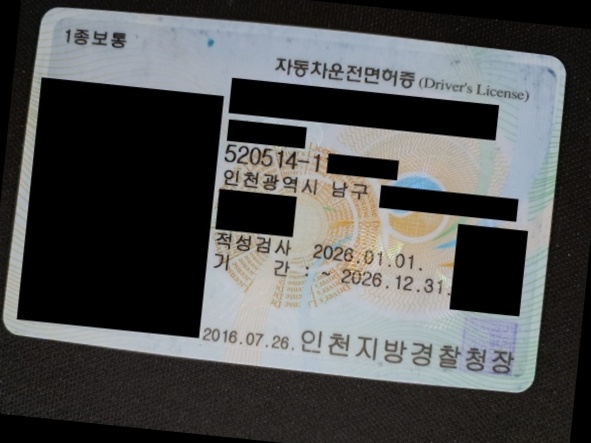 1종보통
자동차운전면허증 (Driver's License)
520514-1
인천광역시 남구
적성검사 2026.01.01.
기 간 : ~ 2026.12.31.
2016.07.26. 인천지방경찰청장